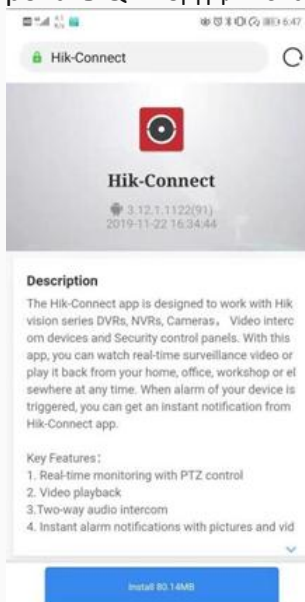 6:47
Hik-Connect
Hik-Connect
3.12.1.1122(91)
2019-11-22 16:34:44
Description
The Hik-Connect app is designed to work with Hik
vision series DVRs, NVRs, Cameras， Video interc
om devices and Security control panels. With this
app, you can watch real-time surveillance video or
play it back from your home, office, workshop or el
sewhere at any time. When alarm of your device is
triggered, you can get an instant notification from
Hik-Connect app.
Key Features：
1. Real-time monitoring with PTZ control
2. Video playback
3.Two-way audio intercom
4. Instant alarm notifications with pictures and vid
Install 80.14MB